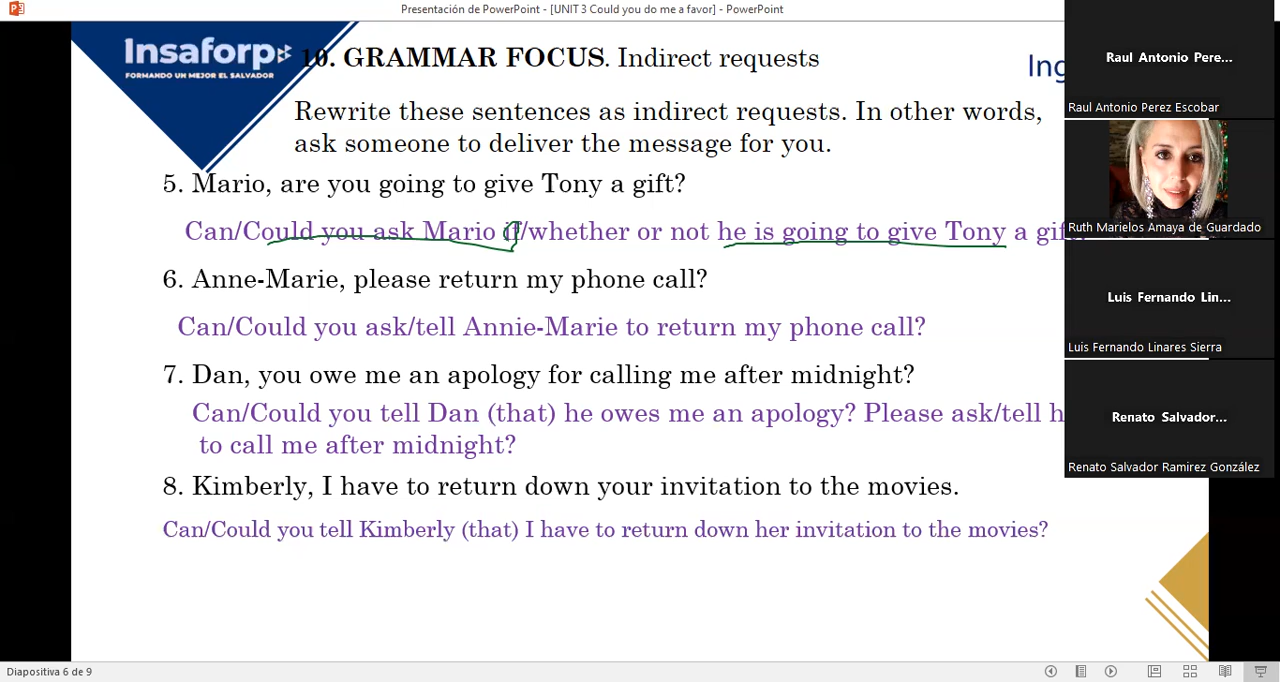 Presentación de PowerPoint - [UNIT 3 Could you do me a favor] - PowerPoint
Insaforp
FORMANDO UN MEJOR EL SALVADOR
10. GRAMMAR FOCUS. Indirect requests
Rewrite these sentences as indirect requests. In other words,
ask someone to deliver the message for you.
5. Mario, are you going to give Tony a gift?
Can/Could you ask Mario if/whether or not he is going to give Tony a
6. Anne-Marie, please return my phone call?
Can/Could you ask/tell Annie-Marie to return my phone call?
7. Dan, you owe me an apology for calling me after midnight?
Can/Could you tell Dan (that) he owes me an apology? Please ask/tell
to call me after midnight?
8. Kimberly, I have to return down your invitation to the movies.
Can/Could you tell Kimberly (that) I have to return down her invitation to the movies?
Raul Antonio Pere...
Raul Antonio Perez Escobar
Ruth Marielos Amaya de Guardado
Luis Fernando Lin...
Luis Fernando Linares Sierra
Renato Salvador...
Renato Salvador Ramirez González
Diapositiva 6 de 9